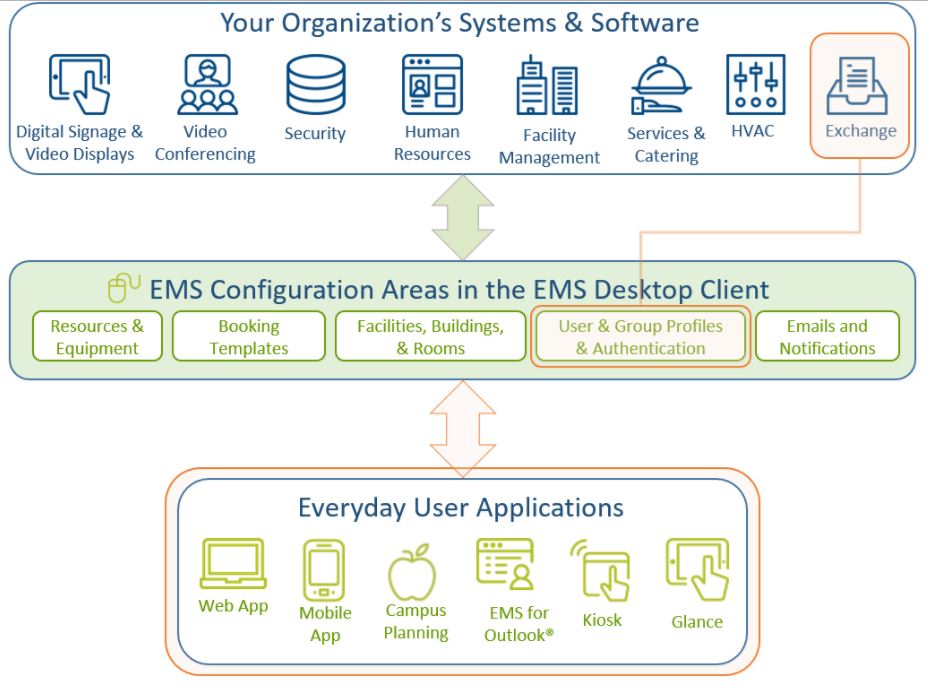 Your Organization's Systems & Software
Digital Signage &
Video Displays
Video
Conferencing
Security
Human
Resources
Facility
Management
Services &
Catering
HVAC
Exchange
EMS Configuration Areas in the EMS Desktop Client
Resources &
Equipment
Booking
Templates
Facilities, Buildings,
& Rooms
User & Group Profiles
& Authentication
Emails and
Notifications
Everyday User Applications
Web App
Mobile
App
Campus
Planning
EMS for
Outlook®
Kiosk
Glance